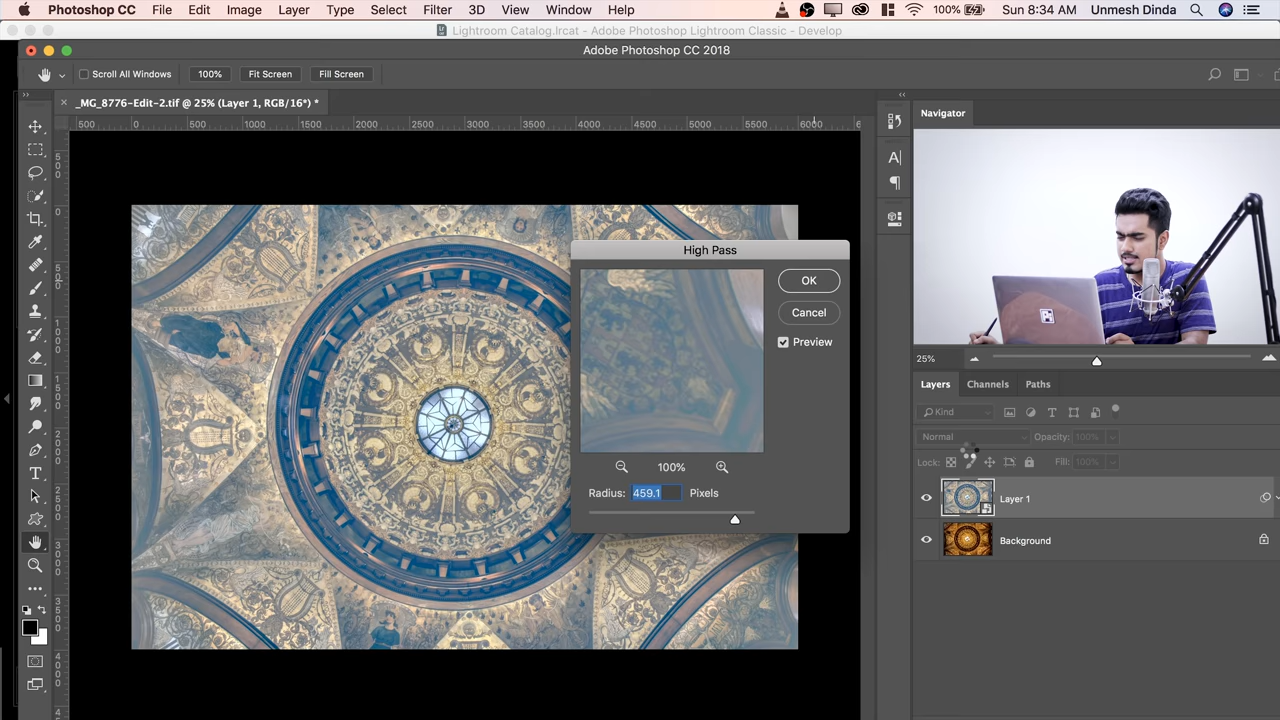 Photoshop CC File Edit Image Layer Type Select Filter 3D View Window Help 100% Sun 8:34 AM Unmesh Dinda
Lightroom Catalog.lrcat - Adobe Photoshop Lightroom Classic - Develop
Adobe Photoshop CC 2018
Scroll All Windows 100% Fit Screen Fill Screen
_MG_8776-Edit-2.tif @ 25% (Layer 1, RGB/16*) *
500 0 500 1000 1500 2000 2500 3000 3500 4000 4500 5000 5500 6000
Navigator
High Pass
OK
Cancel
Preview
100%
Radius: 459.1 Pixels
25%
Layers Channels Paths
Kind
Normal Opacity: 100%
Lock: Fill: 100%
Layer 1
Background